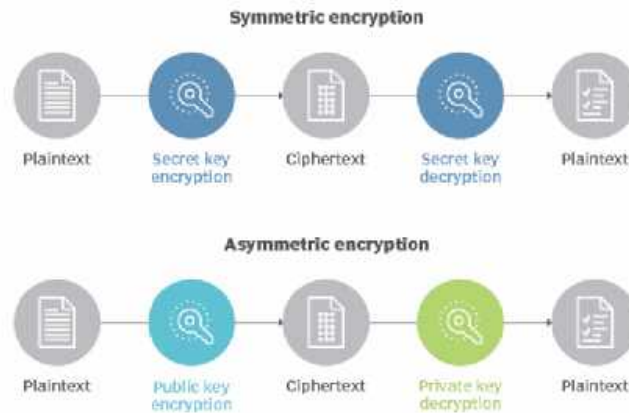 Symmetric encryption
Plaintext
Secret key
encryption
Ciphertext
Secret key
decryption
Plaintext
Asymmetric encryption
Plaintext
Public key
encryption
Ciphertext
Private key
decryption
Plaintext